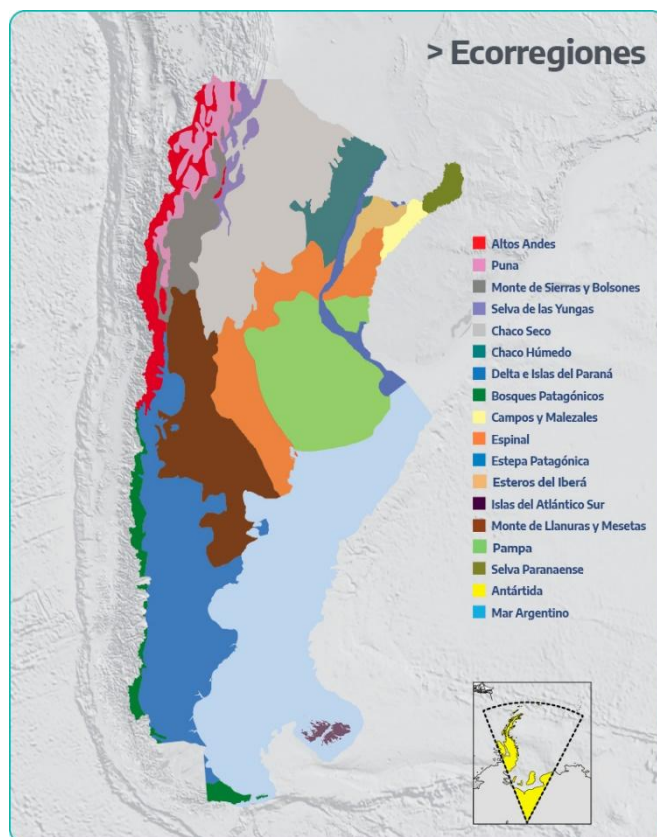 > Ecorregiones
Altos Andes
Puna
Monte de Sierras y Bolsones
Selva de las Yungas
Chaco Seco
Chaco Húmedo
Delta e Islas del Paraná
Bosques Patagónicos
Campos y Malezales
Espinal
Estepa Patagónica
Esteros del Iberá
Islas del Atlántico Sur
Monte de Llanuras y Mesetas
Pampa
Selva Paranaense
Antártida
Mar Argentino